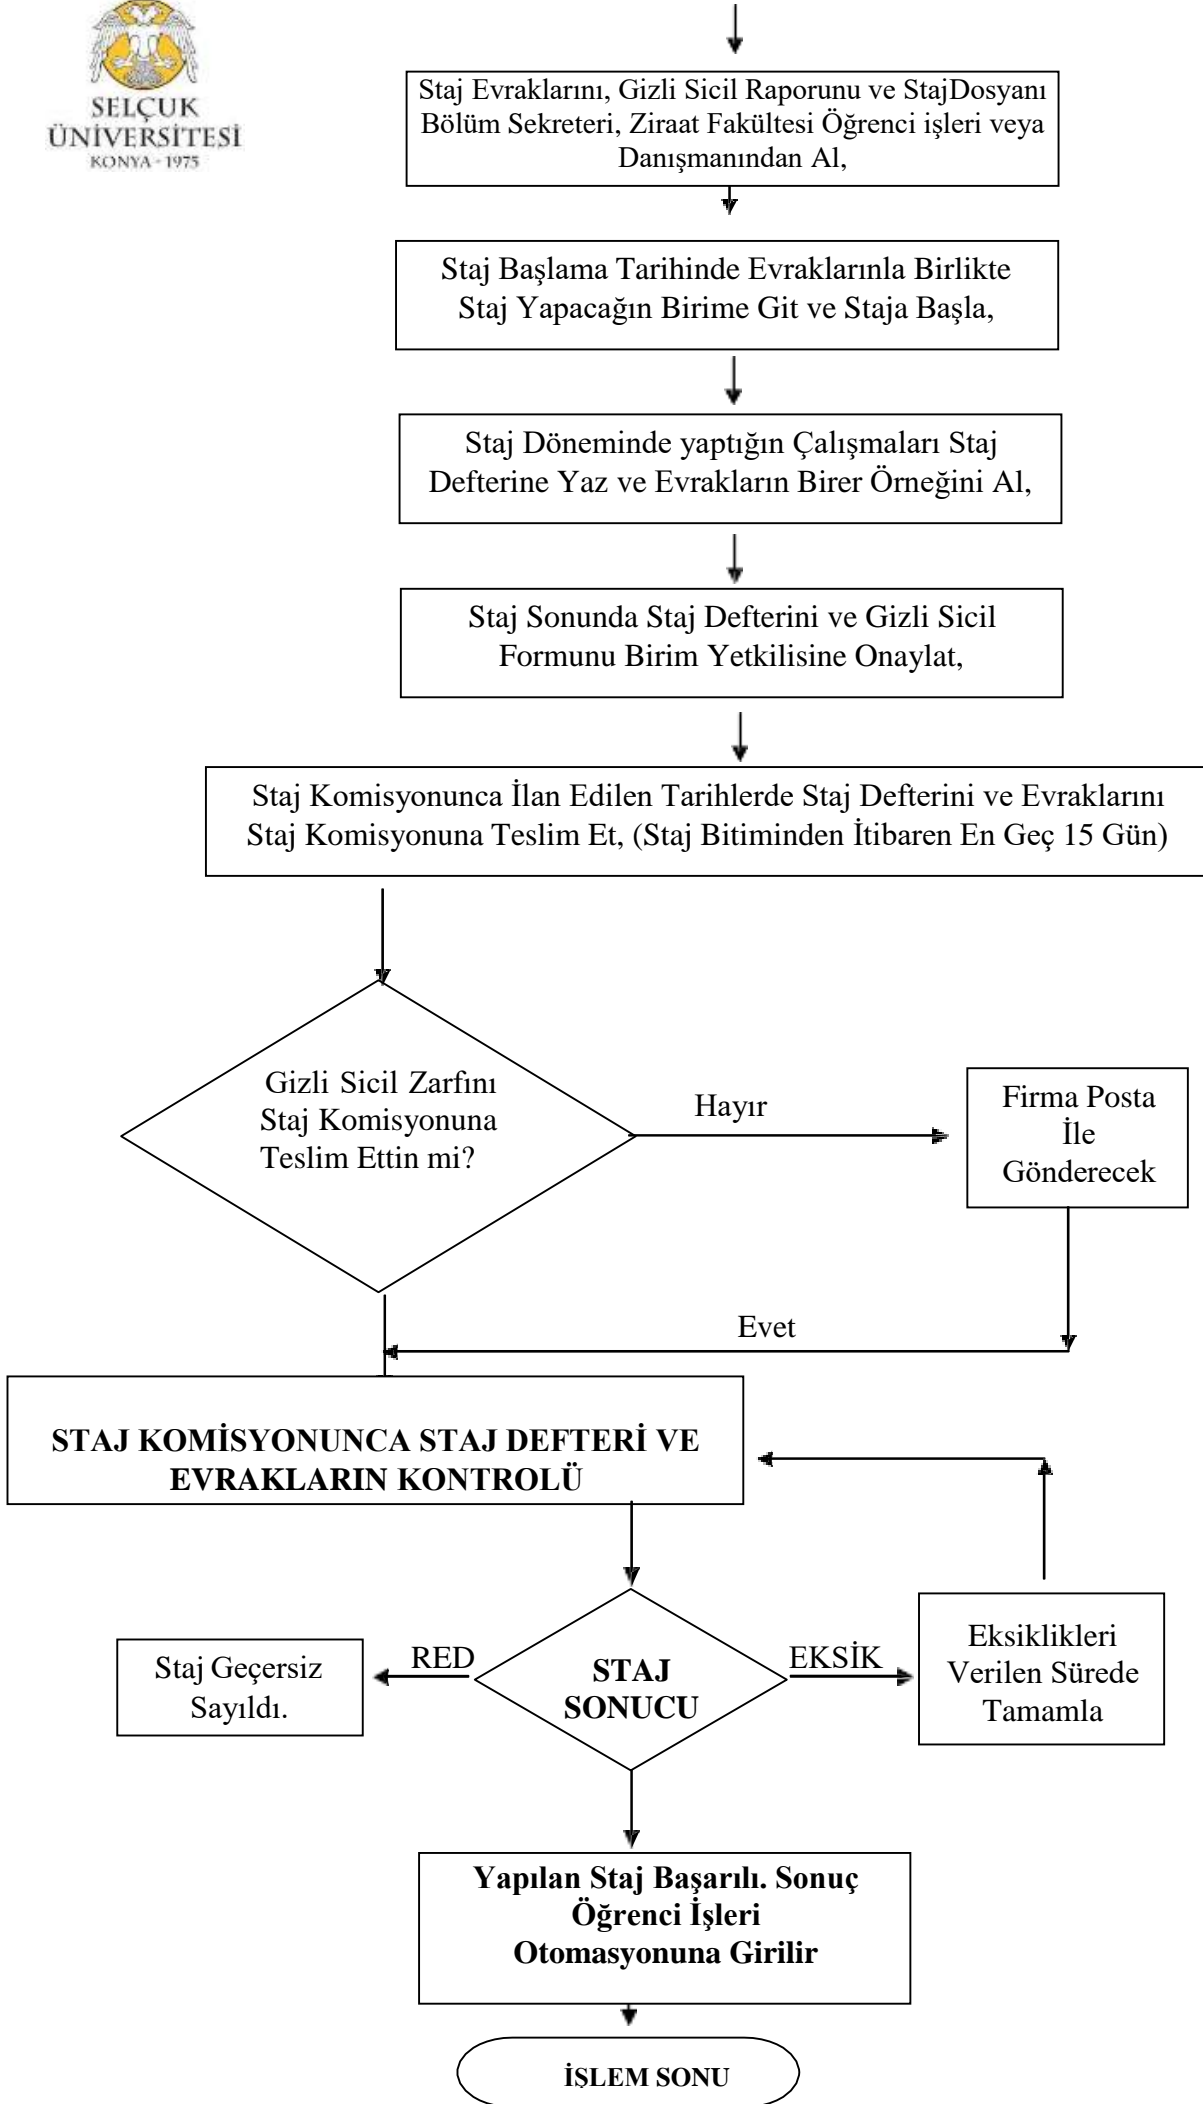 SELÇUK
ÜNİVERSİTESİ
KONYA - 1975
Staj Evraklarını, Gizli Sicil Raporunu ve StajDosyanı
Bölüm Sekreteri, Ziraat Fakültesi Öğrenci işleri veya
Danışmanından Al,
Staj Başlama Tarihinde Evraklarınla Birlikte
Staj Yapacağın Birime Git ve Staja Başla,
Staj Döneminde yaptığın Çalışmaları Staj
Defterine Yaz ve Evrakların Birer Örneğini Al,
Staj Sonunda Staj Defterini ve Gizli Sicil
Formunu Birim Yetkilisine Onaylat,
Staj Komisyonunca İlan Edilen Tarihlerde Staj Defterini ve Evraklarını
Staj Komisyonuna Teslim Et, (Staj Bitiminden İtibaren En Geç 15 Gün)
Gizli Sicil Zarfını
Staj Komisyonuna
Teslim Ettin mi?
Hayır
Firma Posta
İle
Gönderecek
Evet
STAJ KOMİSYONUNCA STAJ DEFTERİ VE
EVRAKLARIN KONTROLÜ
Staj Geçersiz
Sayıldı.
RED
STAJ
SONUCU
EKSİK
Eksiklikleri
Verilen Sürede
Tamamla
Yapılan Staj Başarılı. Sonuç
Öğrenci İşleri
Otomasyonuna Girilir
İŞLEM SONU